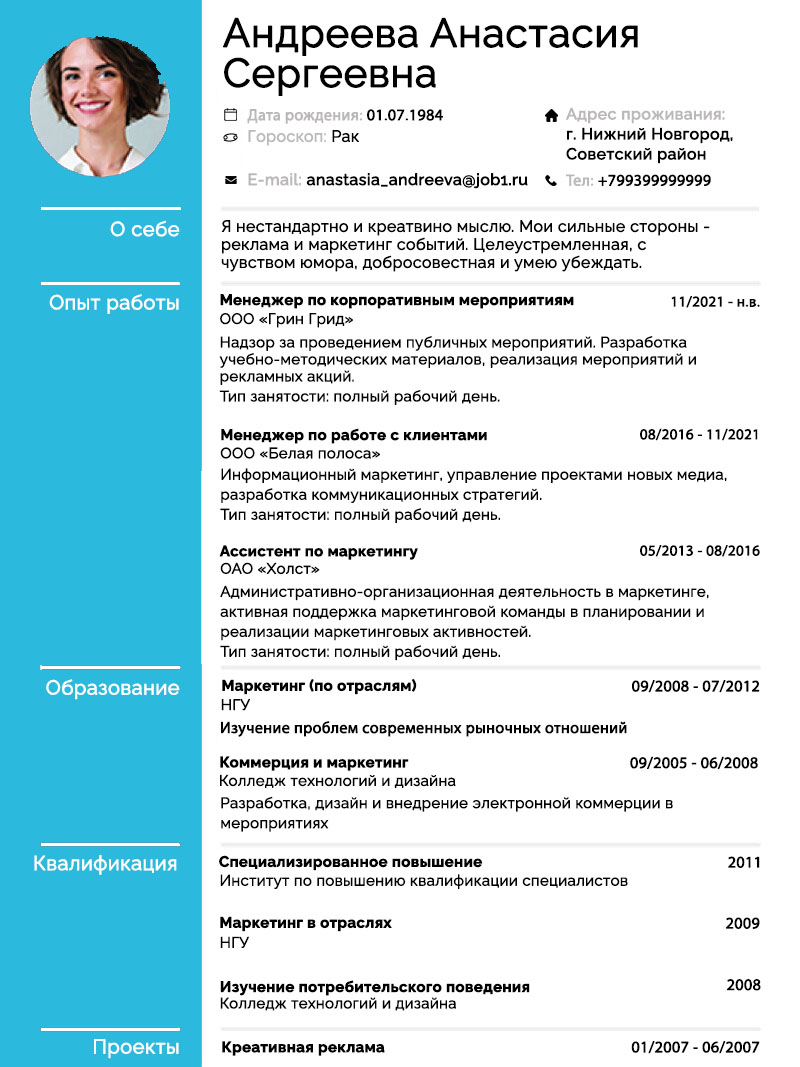 Андреева Анастасия
Сергеевна
Дата рождения: 01.07.1984
Гороскоп: Рак
Адрес проживания:
г. Нижний Новгород,
Советский район
E-mail: anastasia_andreeva@job1.ru
Тел: +799399999999
О себе
Я нестандартно и креатвино мыслю. Мои сильные стороны -
реклама и маркетинг событий. Целеустремленная, с
чувством юмора, добросовестная и умею убеждать.
Опыт работы
Менеджер по корпоративным мероприятиям 11/2021 - н.в.
ООО «Грин Грид»
Надзор за проведением публичных мероприятий. Разработка
учебно-методических материалов, реализация мероприятий и
рекламных акций.
Тип занятости: полный рабочий день.
Менеджер по работе с клиентами 08/2016 - 11/2021
ООО «Белая полоса»
Информационный маркетинг, управление проектами новых медиа,
разработка коммуникационных стратегий.
Тип занятости: полный рабочий день.
Ассистент по маркетингу 05/2013 - 08/2016
ОАО «Холст»
Административно-организационная деятельность в маркетинге,
активная поддержка маркетинговой команды в планировании и
реализации маркетинговых активностей.
Тип занятости: полный рабочий день.
Образование
Маркетинг (по отраслям) 09/2008 - 07/2012
НГУ
Изучение проблем современных рыночных отношений
Коммерция и маркетинг 09/2005 - 06/2008
Колледж технологий и дизайна
Разработка, дизайн и внедрение электронной коммерции в
мероприятиях
Квалификация
Специализированное повышение 2011
Институт по повышению квалификации специалистов
Маркетинг в отраслях 2009
НГУ
Изучение потребительского поведения 2008
Колледж технологий и дизайна
Проекты
Креативная реклама 01/2007 - 06/2007